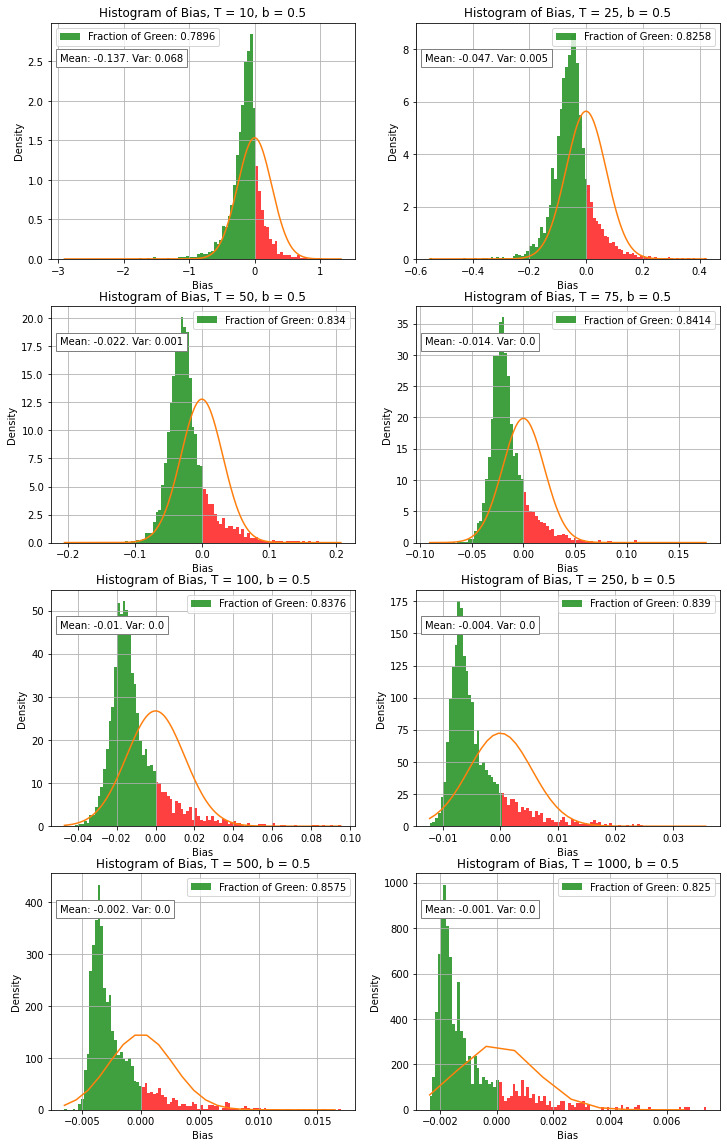 Histogram of Bias, T = 10, b = 0.5
Fraction of Green: 0.7896
Mean: -0.137. Var: 0.068
Density
2.5
2.0
1.5
1.0
0.5
0.0
−3 −2 −1 0 1
Bias
Histogram of Bias, T = 25, b = 0.5
Fraction of Green: 0.8258
Mean: -0.047. Var: 0.005
Density
8
6
4
2
0
−0.6 −0.4 −0.2 0.0 0.2 0.4
Bias
Histogram of Bias, T = 50, b = 0.5
Fraction of Green: 0.834
Mean: -0.022. Var: 0.001
Density
20.0
17.5
15.0
12.5
10.0
7.5
5.0
2.5
0.0
−0.2 −0.1 0.0 0.1 0.2
Bias
Histogram of Bias, T = 75, b = 0.5
Fraction of Green: 0.8414
Mean: -0.014. Var: 0.0
Density
35
30
25
20
15
10
5
0
−0.10 −0.05 0.00 0.05 0.10 0.15
Bias
Histogram of Bias, T = 100, b = 0.5
Fraction of Green: 0.8376
Mean: -0.01. Var: 0.0
Density
50
40
30
20
10
0
−0.04 −0.02 0.00 0.02 0.04 0.06 0.08 0.10
Bias
Histogram of Bias, T = 250, b = 0.5
Fraction of Green: 0.839
Mean: -0.004. Var: 0.0
Density
175
150
125
100
75
50
25
0
−0.01 0.00 0.01 0.02 0.03
Bias
Histogram of Bias, T = 500, b = 0.5
Fraction of Green: 0.8575
Mean: -0.002. Var: 0.0
Density
400
300
200
100
0
−0.005 0.000 0.005 0.010 0.015
Bias
Histogram of Bias, T = 1000, b = 0.5
Fraction of Green: 0.825
Mean: -0.001. Var: 0.0
Density
1000
800
600
400
200
0
−0.002 0.000 0.002 0.004 0.006
Bias